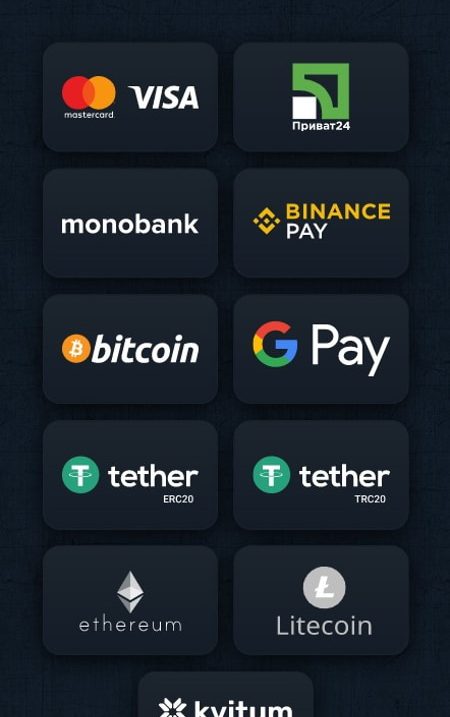 mastercard.
VISA
Приват24
monobank
BINANCE
PAY
bitcoin
G Pay
tether
ERC20
tether
TRC20
ethereum
Litecoin
kvitum